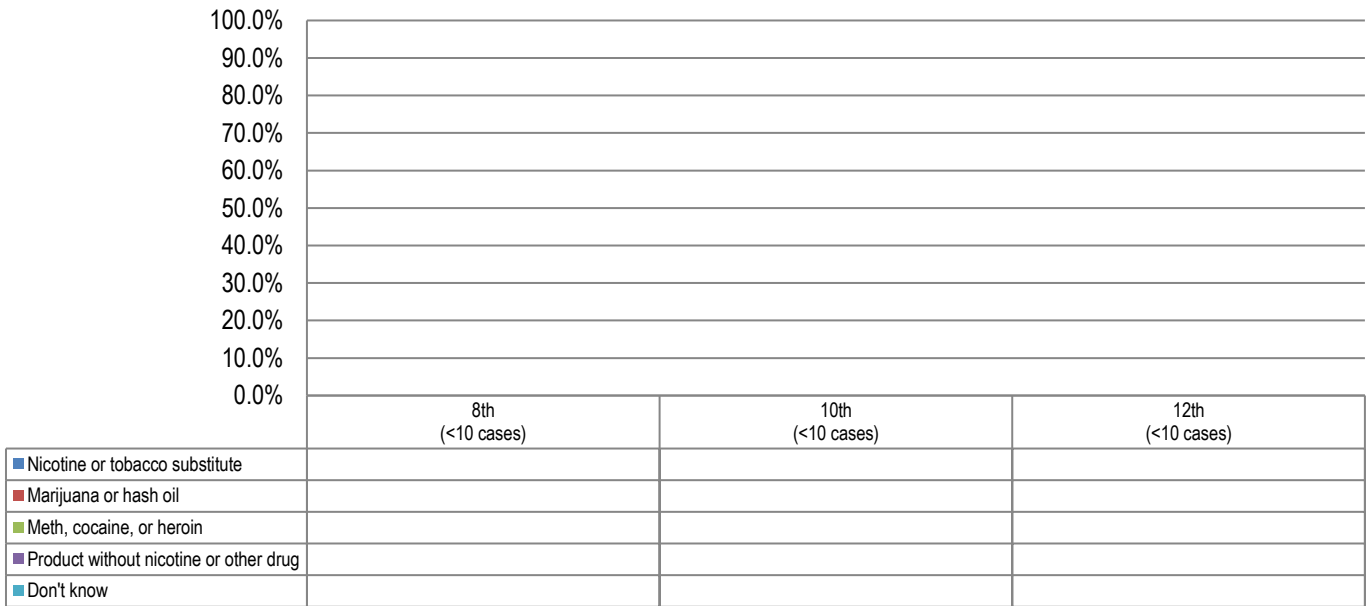 100.0%
90.0%
80.0%
70.0%
60.0%
50.0%
40.0%
30.0%
20.0%
10.0%
0.0%
8th
(<10 cases)
10th
(<10 cases)
12th
(<10 cases)
Nicotine or tobacco substitute
Marijuana or hash oil
Meth, cocaine, or heroin
Product without nicotine or other drug
Don't know